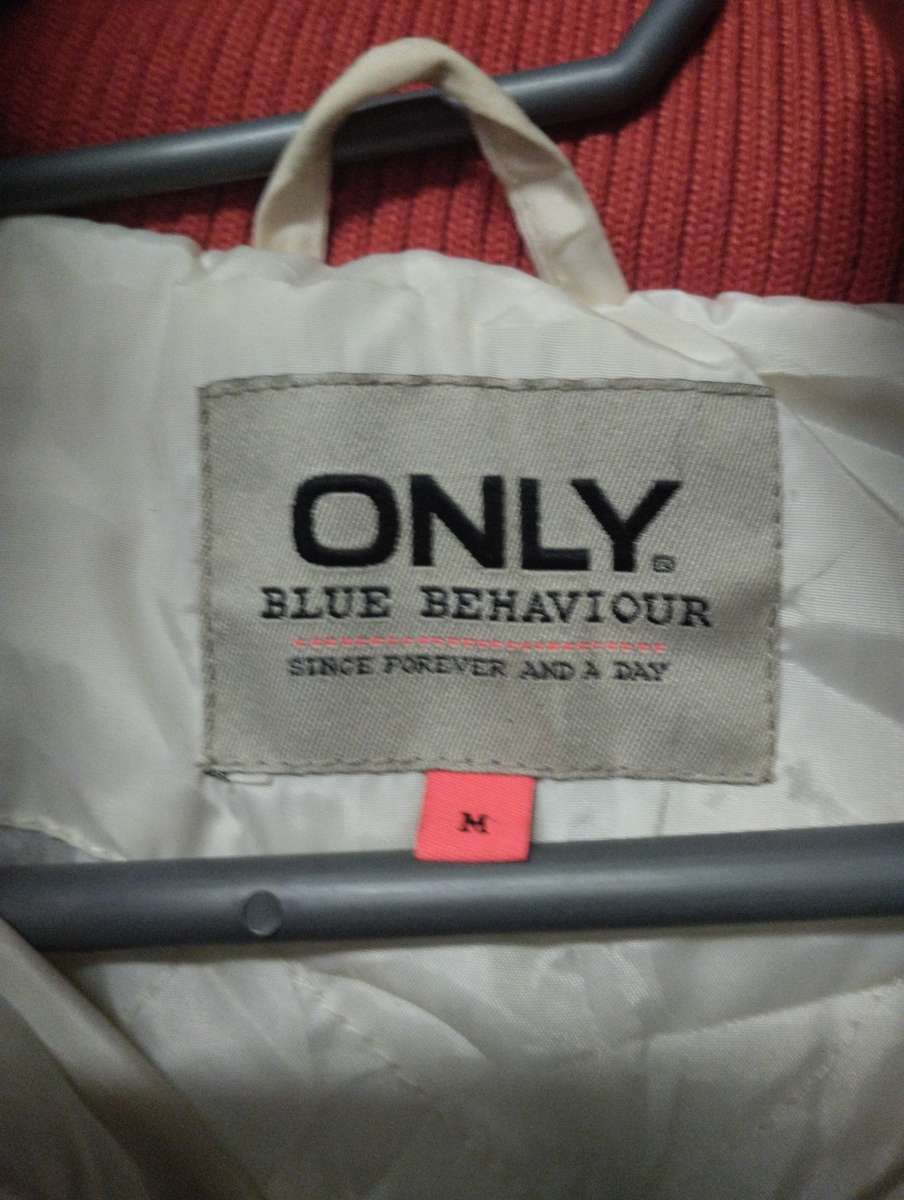 ONLY®
BLUE BEHAVIOUR
SINCE FOREVER AND A DAY
M